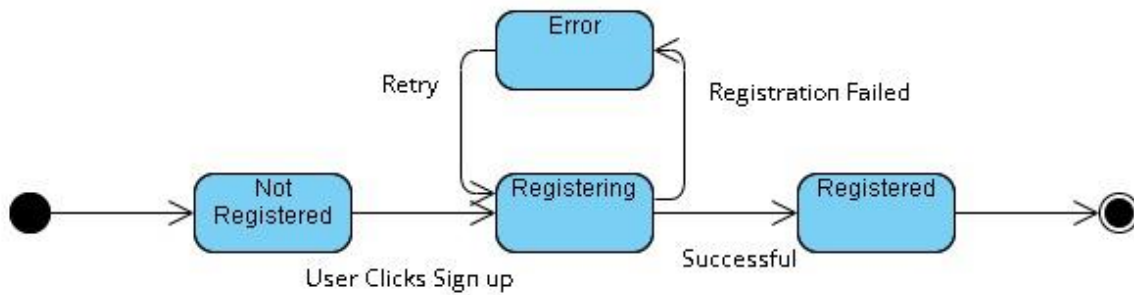 Error
Retry
Registration Failed
Not
Registered
Registering
Registered
User Clicks Sign up
Successful